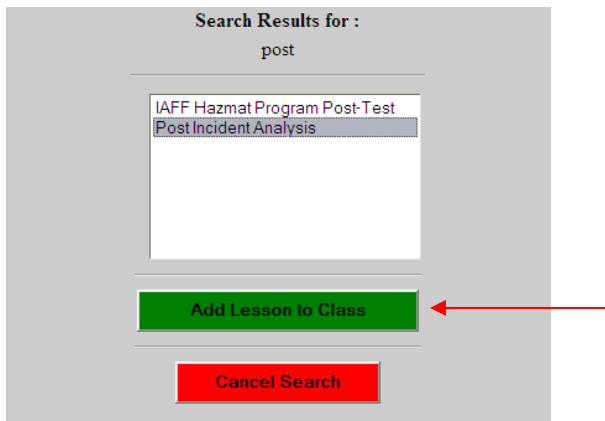 Search Results for :
post
IAFF Hazmat Program Post-Test
Post Incident Analysis
Add Lesson to Class
Cancel Search